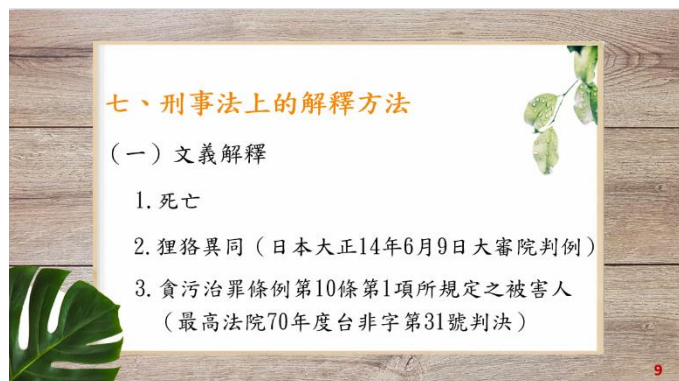 七、刑事法上的解釋方法
(一)文義解釋
1.死亡
2.狸狢異同(日本大正14年6月9日大審院判例)
3.貪污治罪條例第10條第1項所規定之被害人
(最高法院70年度台非字第31號判決)
9